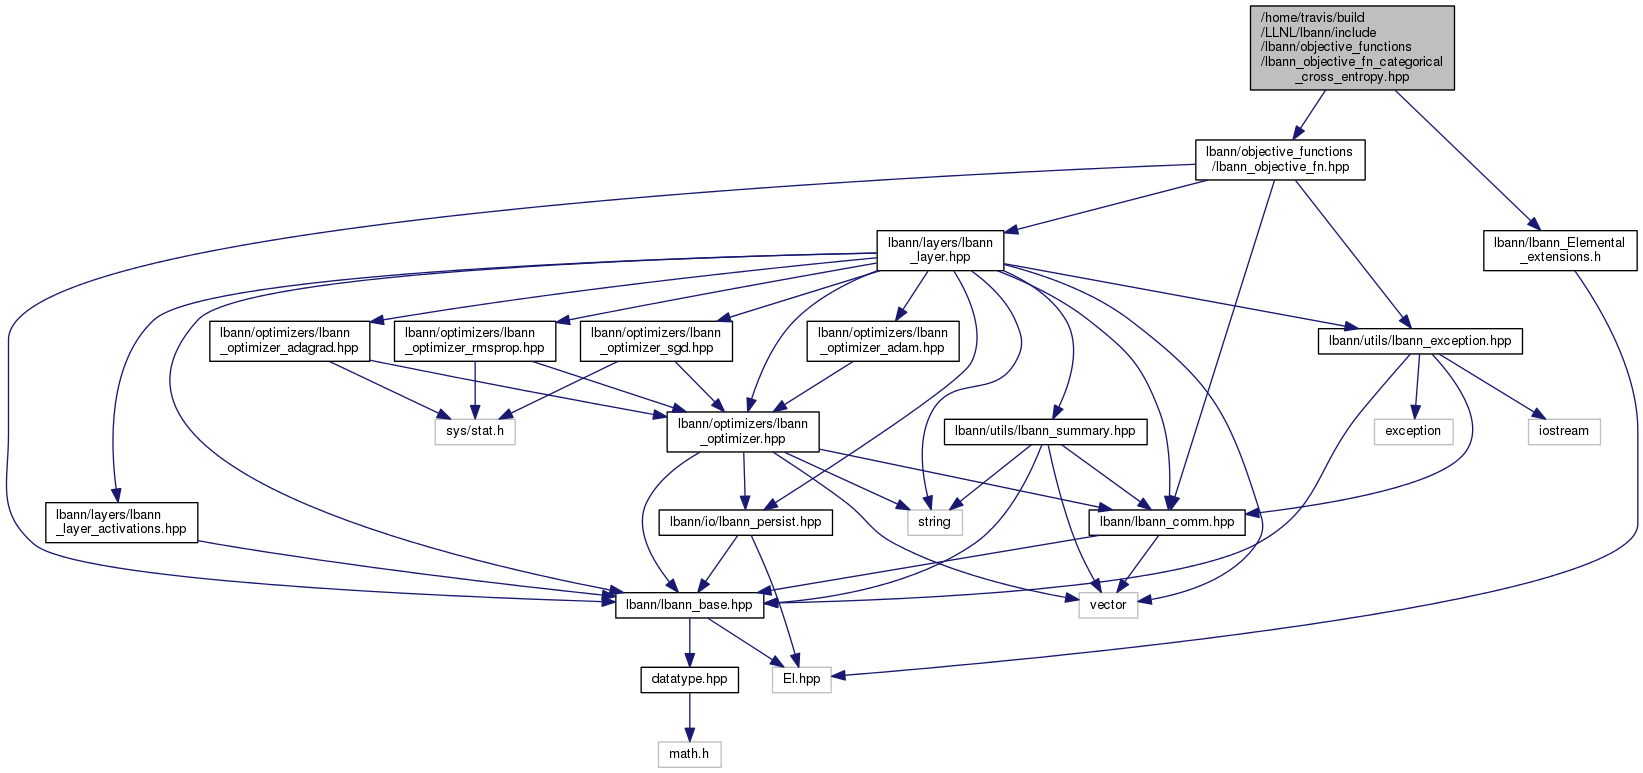 /home/travis/build
/LLNL/lbann/include
/lbann/objective_functions
/lbann_objective_fn_categorical
_cross_entropy.hpp
lbann/objective_functions
/lbann_objective_fn.hpp
lbann/layers/lbann
_layer.hpp
lbann/lbann_Elemental
_extensions.h
lbann/optimizers/lbann
_optimizer_adagrad.hpp
lbann/optimizers/lbann
_optimizer_rmsprop.hpp
lbann/optimizers/lbann
_optimizer_sgd.hpp
lbann/optimizers/lbann
_optimizer_adam.hpp
lbann/utils/lbann_exception.hpp
sys/stat.h
lbann/optimizers/lbann
_optimizer.hpp
lbann/utils/lbann_summary.hpp
exception
iostream
lbann/layers/lbann
_layer_activations.hpp
lbann/io/lbann_persist.hpp
string
lbann/lbann_comm.hpp
lbann/lbann_base.hpp
vector
datatype.hpp
El.hpp
math.h